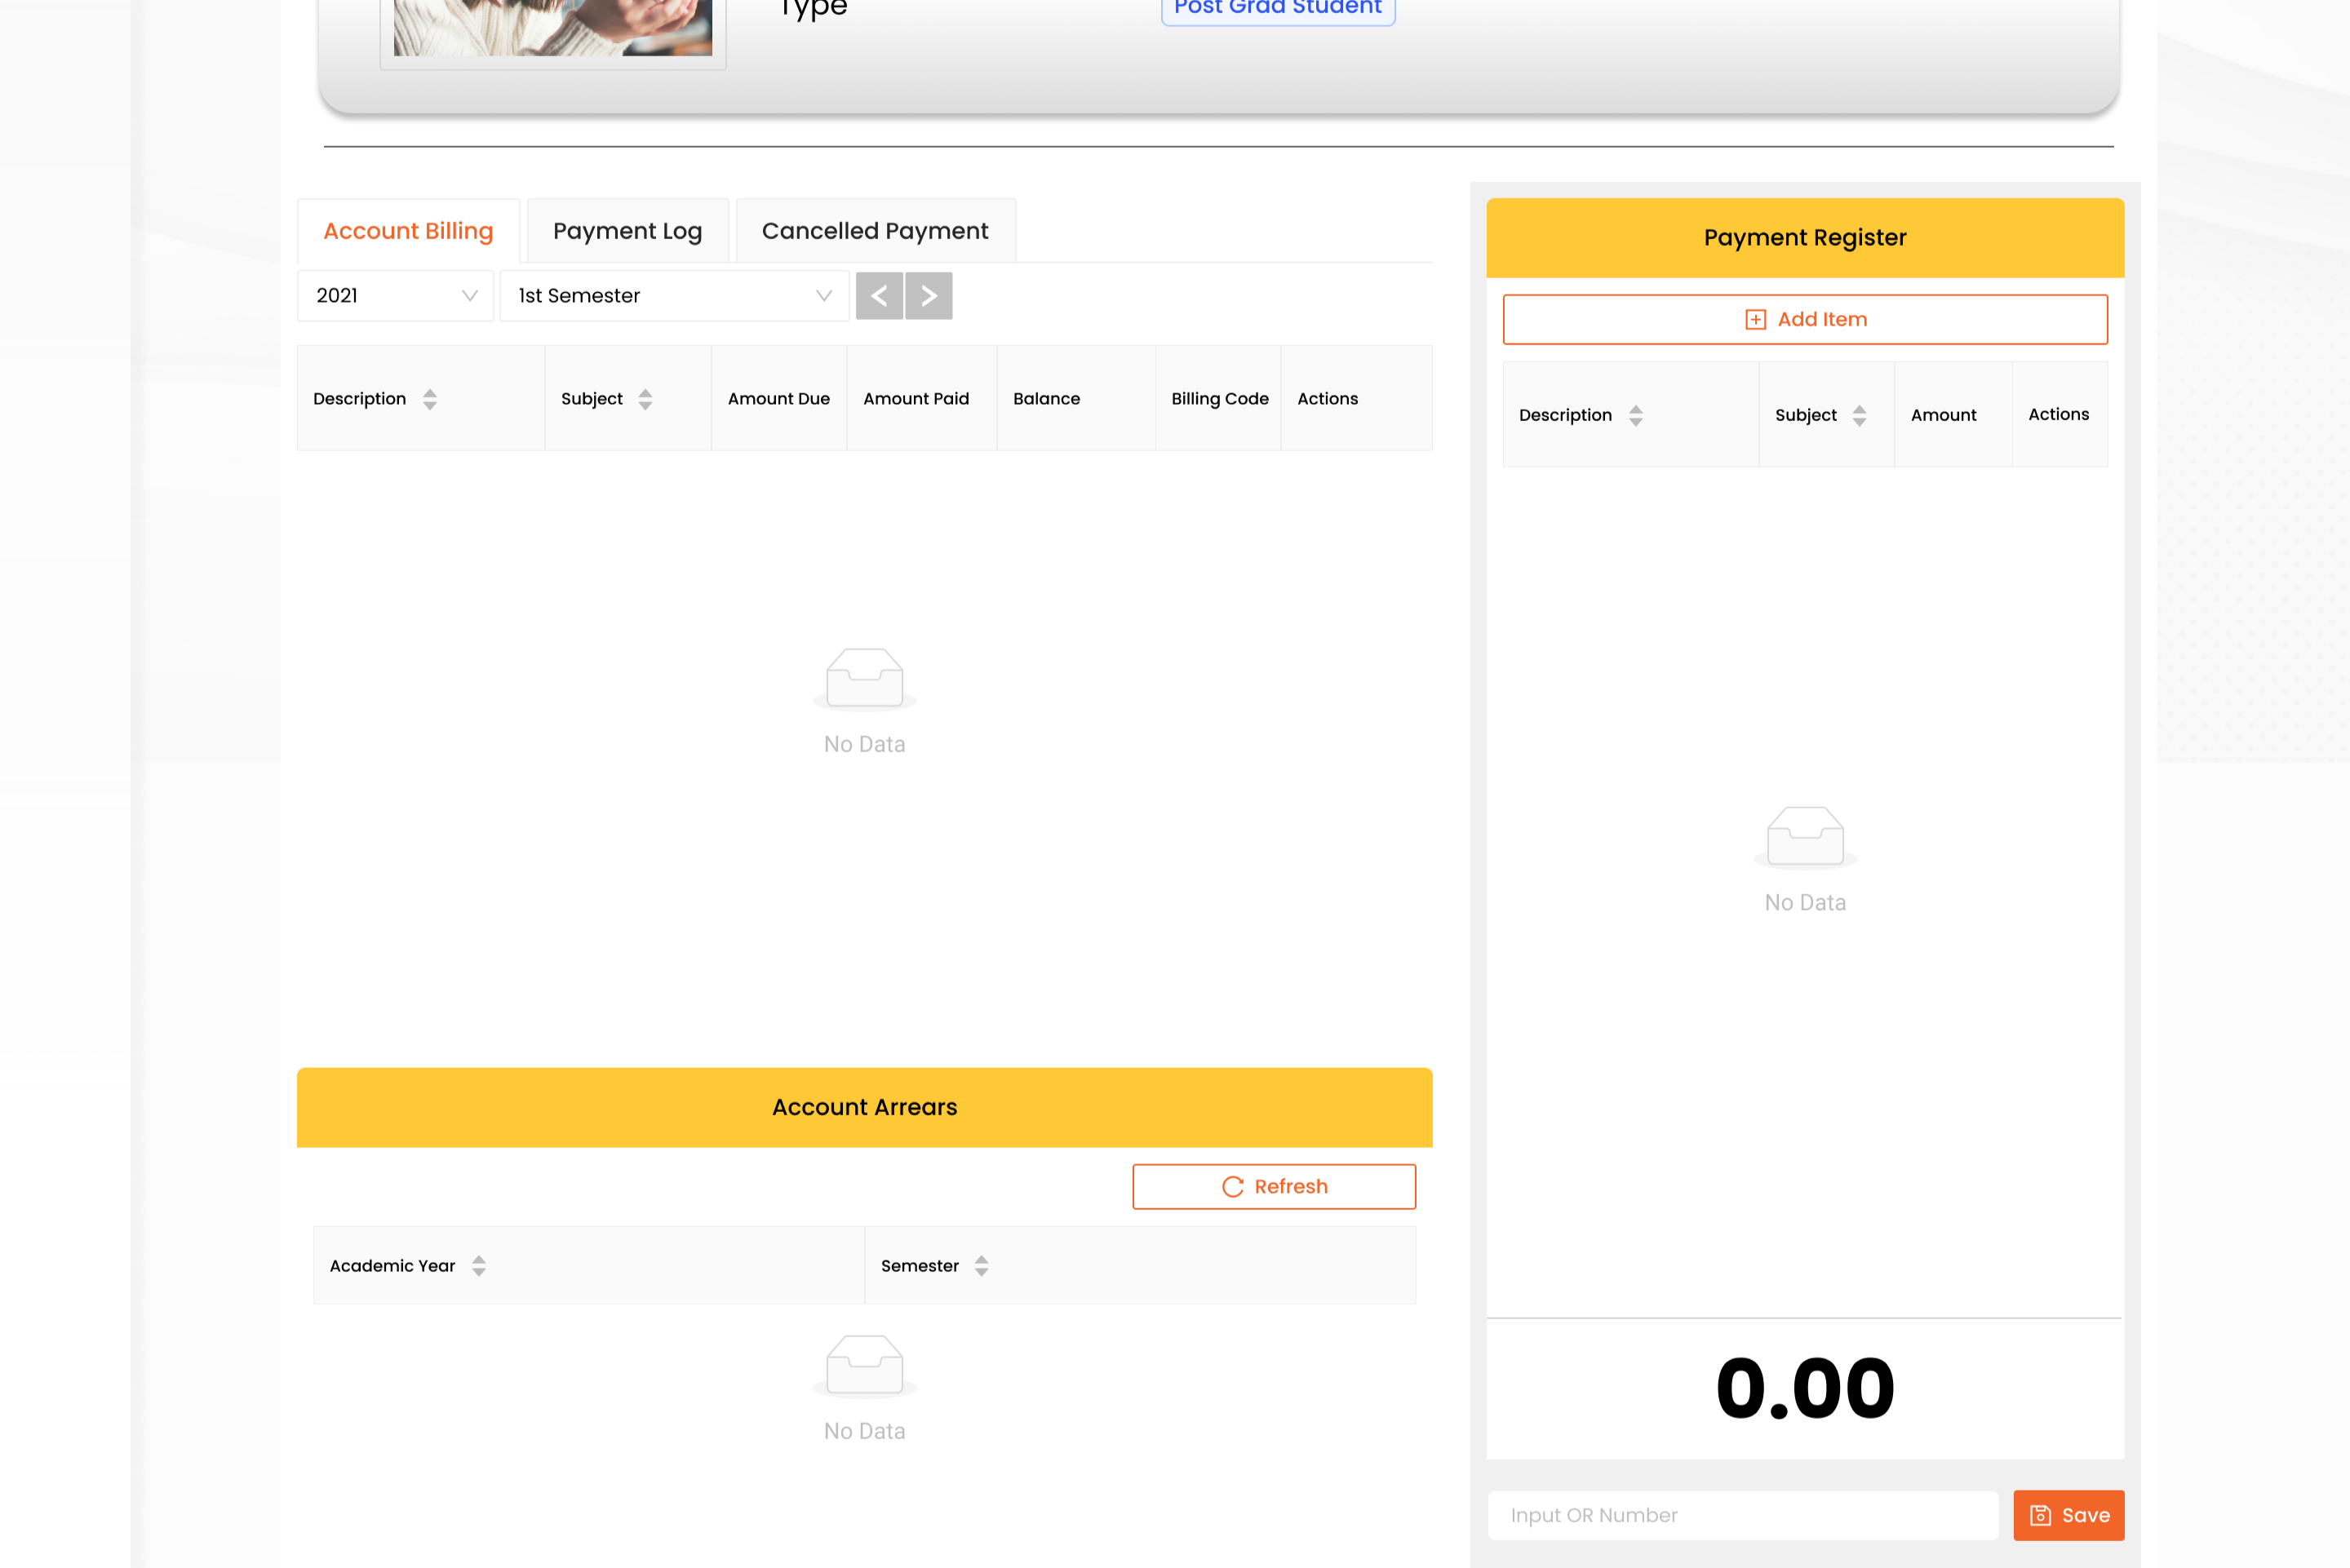 Type
Post Grad Student
Account Billing
Payment Log
Cancelled Payment
2021
1st Semester
Description
Subject
Amount Due
Amount Paid
Balance
Billing Code
Actions
No Data
Account Arrears
Refresh
Academic Year
Semester
No Data
Payment Register
Add Item
Description
Subject
Amount
Actions
No Data
0.00
Input OR Number
Save